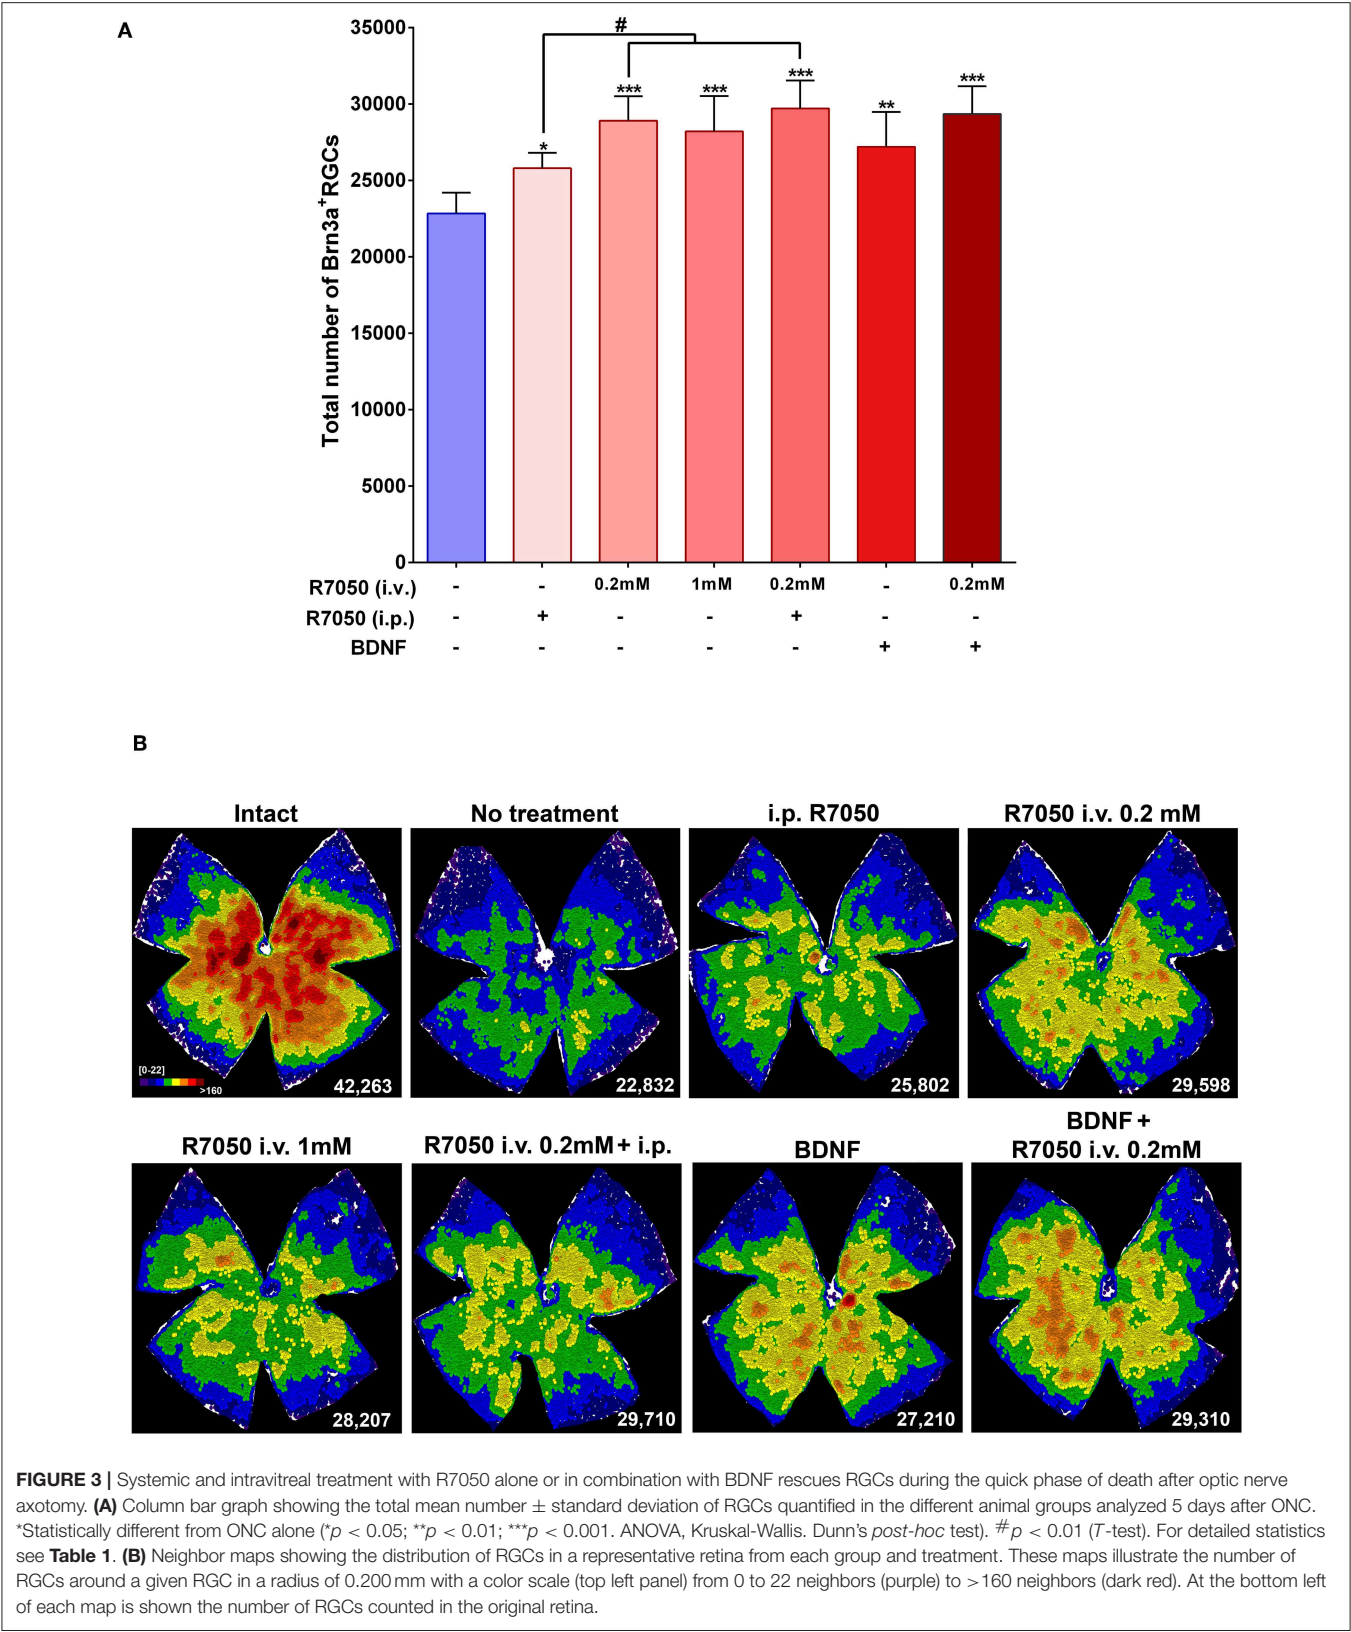 A
#
35000
30000
25000
20000
15000
10000
5000
0
Total number of Brn3a+RGCs
* *** *** *** ** ***
R7050 (i.v.) - - 0.2mM 1mM 0.2mM - 0.2mM
R7050 (i.p.) - + - - + - -
BDNF - - - - - + +
B
Intact No treatment i.p. R7050 R7050 i.v. 0.2 mM
[0-22]
>160
42,263 22,832 25,802 29,598
R7050 i.v. 1mM R7050 i.v. 0.2mM + i.p. BDNF BDNF +
R7050 i.v. 0.2mM
28,207 29,710 27,210 29,310
FIGURE 3 | Systemic and intravitreal treatment with R7050 alone or in combination with BDNF rescues RGCs during the quick phase of death after optic nerve
axotomy. (A) Column bar graph showing the total mean number ± standard deviation of RGCs quantified in the different animal groups analyzed 5 days after ONC.
*Statistically different from ONC alone (*p < 0.05; **p < 0.01; ***p < 0.001. ANOVA, Kruskal-Wallis. Dunn's post-hoc test). #p < 0.01 (T-test). For detailed statistics
see Table 1. (B) Neighbor maps showing the distribution of RGCs in a representative retina from each group and treatment. These maps illustrate the number of
RGCs around a given RGC in a radius of 0.200 mm with a color scale (top left panel) from 0 to 22 neighbors (purple) to >160 neighbors (dark red). At the bottom left
of each map is shown the number of RGCs counted in the original retina.